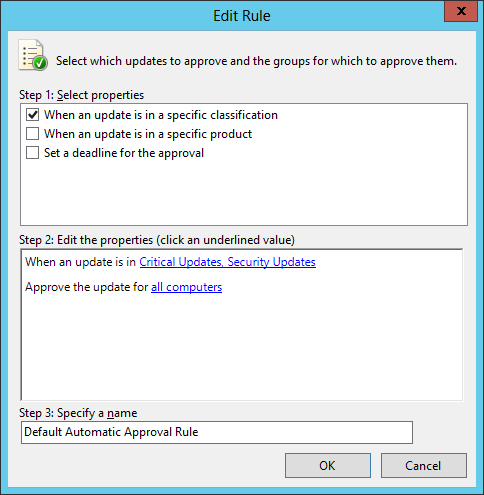 Edit Rule
x
Select which updates to approve and the groups for which to approve them.
Step 1: Select properties
When an update is in a specific classification
When an update is in a specific product
Set a deadline for the approval
Step 2: Edit the properties (click an underlined value)
When an update is in Critical Updates, Security Updates
Approve the update for all computers
Step 3: Specify a name
Default Automatic Approval Rule
OK
Cancel